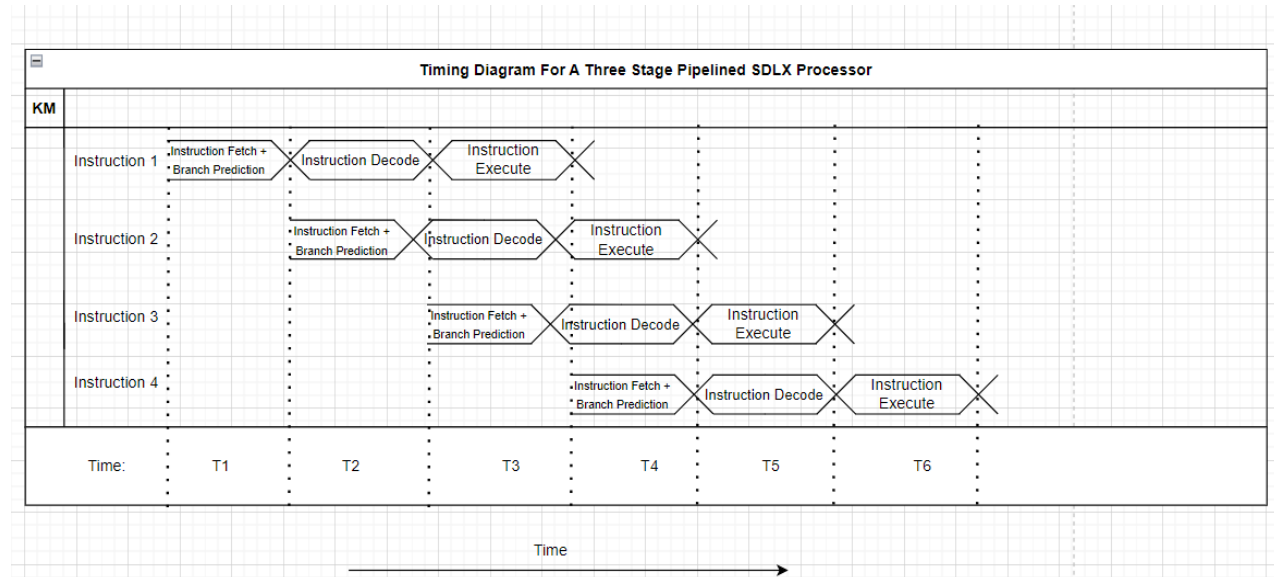 Timing Diagram For A Three Stage Pipelined SDLX Processor
KM
Instruction 1
Instruction Fetch +
Branch Prediction
Instruction Decode
Instruction
Execute
Instruction 2
Instruction Fetch +
Branch Prediction
Instruction Decode
Instruction
Execute
Instruction 3
Instruction Fetch +
Branch Prediction
Instruction Decode
Instruction
Execute
Instruction 4
Instruction Fetch +
Branch Prediction
Instruction Decode
Instruction
Execute
Time: T1 T2 T3 T4 T5 T6
Time